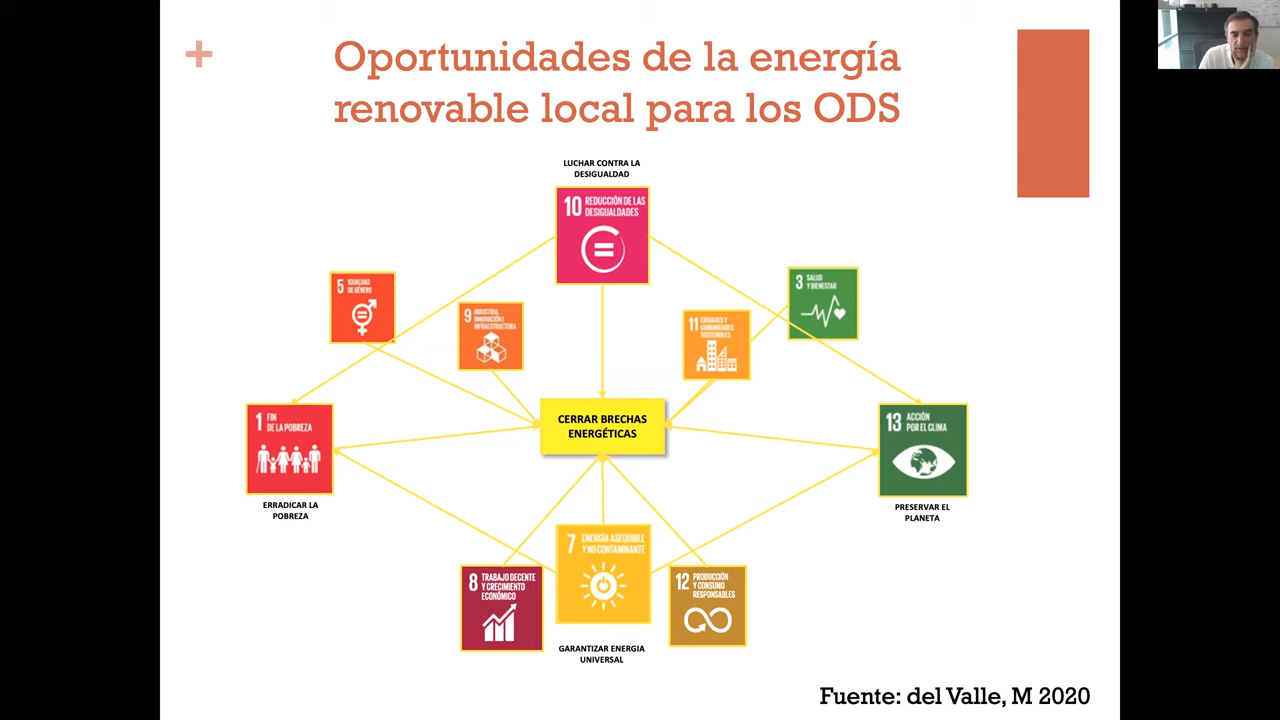 +
Oportunidades de la energía
renovable local para los ODS
LUCHAR CONTRA LA
DESIGUALDAD
10 REDUCCIÓN DE LAS
DESIGUALDADES
5 IGUALDAD
DE GÉNERO
9 INDUSTRIA,
INNOVACIÓN E
INFRAESTRUCTURA
11 CIUDADES Y
COMUNIDADES
SOSTENIBLES
3 SALUD
Y BIENESTAR
1 FIN
DE LA POBREZA
CERRAR BRECHAS
ENERGÉTICAS
13 ACCIÓN
POR EL CLIMA
ERRADICAR LA
POBREZA
PRESERVAR EL
PLANETA
8 TRABAJO DECENTE
Y CRECIMIENTO
ECONÓMICO
7 ENERGÍA ASEQUIBLE
Y NO CONTAMINANTE
12 PRODUCCIÓN
Y CONSUMO
RESPONSABLES
GARANTIZAR ENERGIA
UNIVERSAL
Fuente: del Valle, M 2020